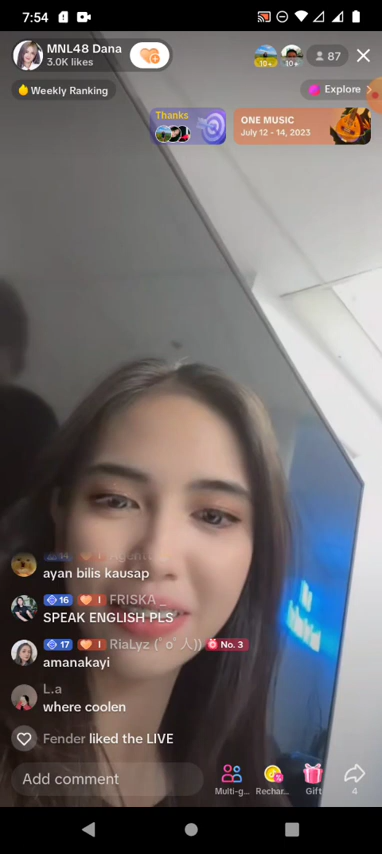 7:54
MNL48 Dana
3.0K likes
10+
10+
87
Weekly Ranking
Explore
Thanks
ONE MUSIC
July 12 - 14, 2023
ayan bilis kausap
16 I FRISKA _
SPEAK ENGLISH PLS
17 I RiaLyz (ﾟoﾟ人)) No. 3
amanakayi
L.a
where coolen
Fender liked the LIVE
Add comment
Multi-g...
Rechar...
Gift
4